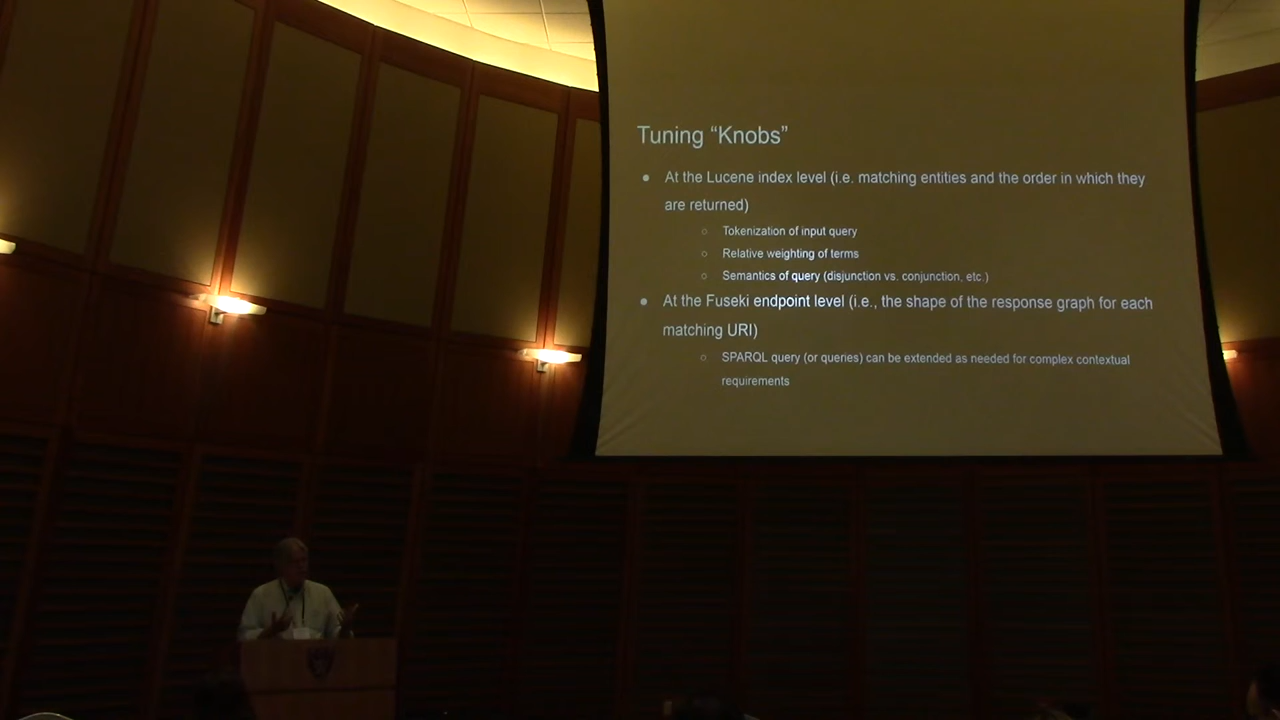 Tuning “Knobs”
● At the Lucene index level (i.e. matching entities and the order in which they
are returned)
○ Tokenization of input query
○ Relative weighting of terms
○ Semantics of query (disjunction vs. conjunction, etc.)
● At the Fuseki endpoint level (i.e., the shape of the response graph for each
matching URI)
○ SPARQL query (or queries) can be extended as needed for complex contextual
requirements